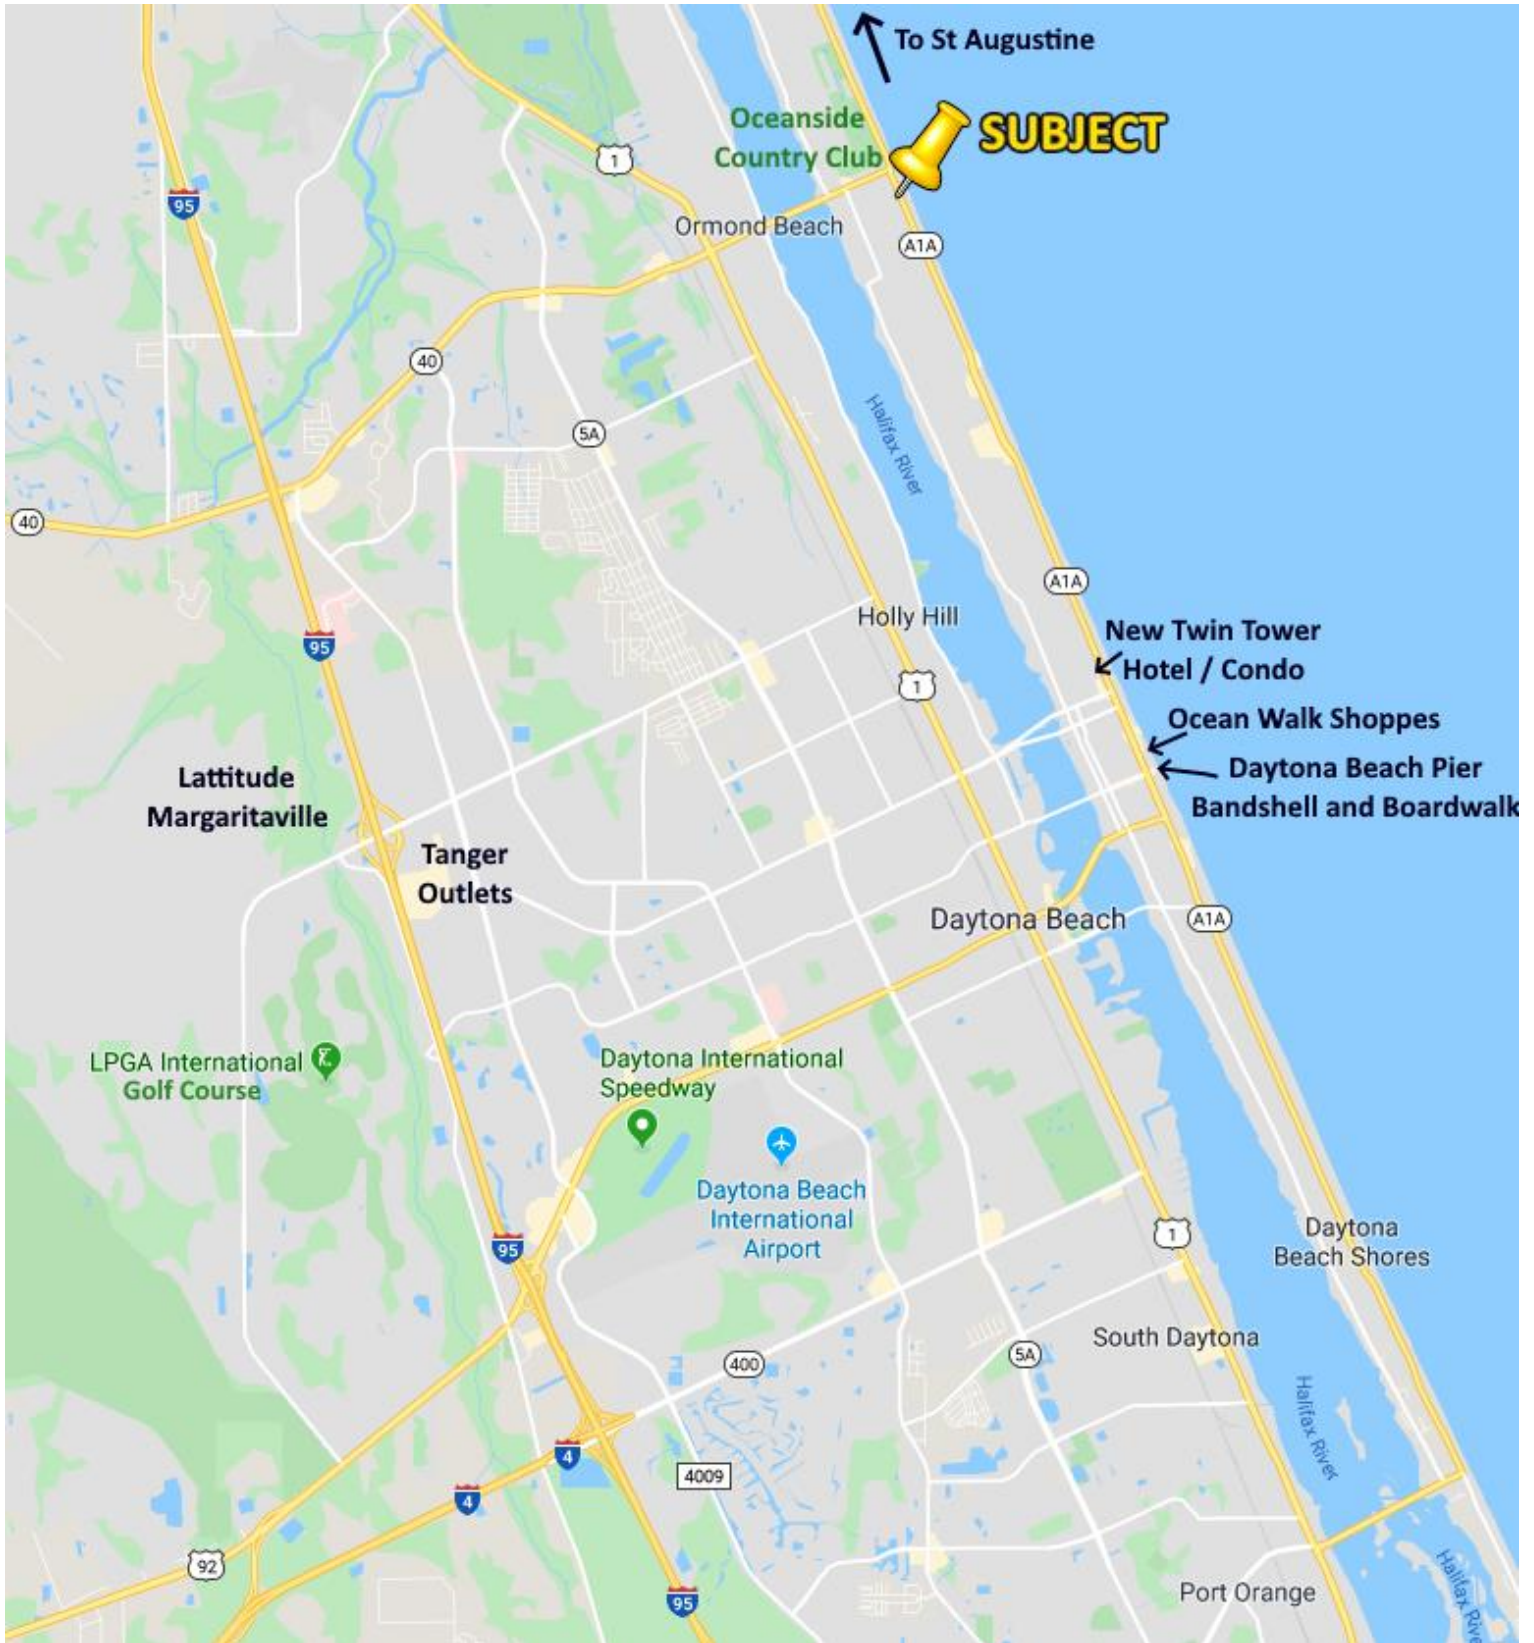 To St Augustine
Oceanside
Country Club
SUBJECT
1
95
Ormond Beach
A1A
40
Halifax River
5A
40
A1A
Holly Hill
New Twin Tower
Hotel / Condo
95
1
Ocean Walk Shoppes
Lattitude
Margaritaville
Daytona Beach Pier
Bandshell and Boardwalk
Tanger
Outlets
Daytona Beach
A1A
LPGA International
Golf Course
Daytona International
Speedway
Daytona Beach
International
Airport
1
Daytona
Beach Shores
95
South Daytona
5A
400
Halifax River
4
4009
4
92
95
Port Orange
Halifax Rive